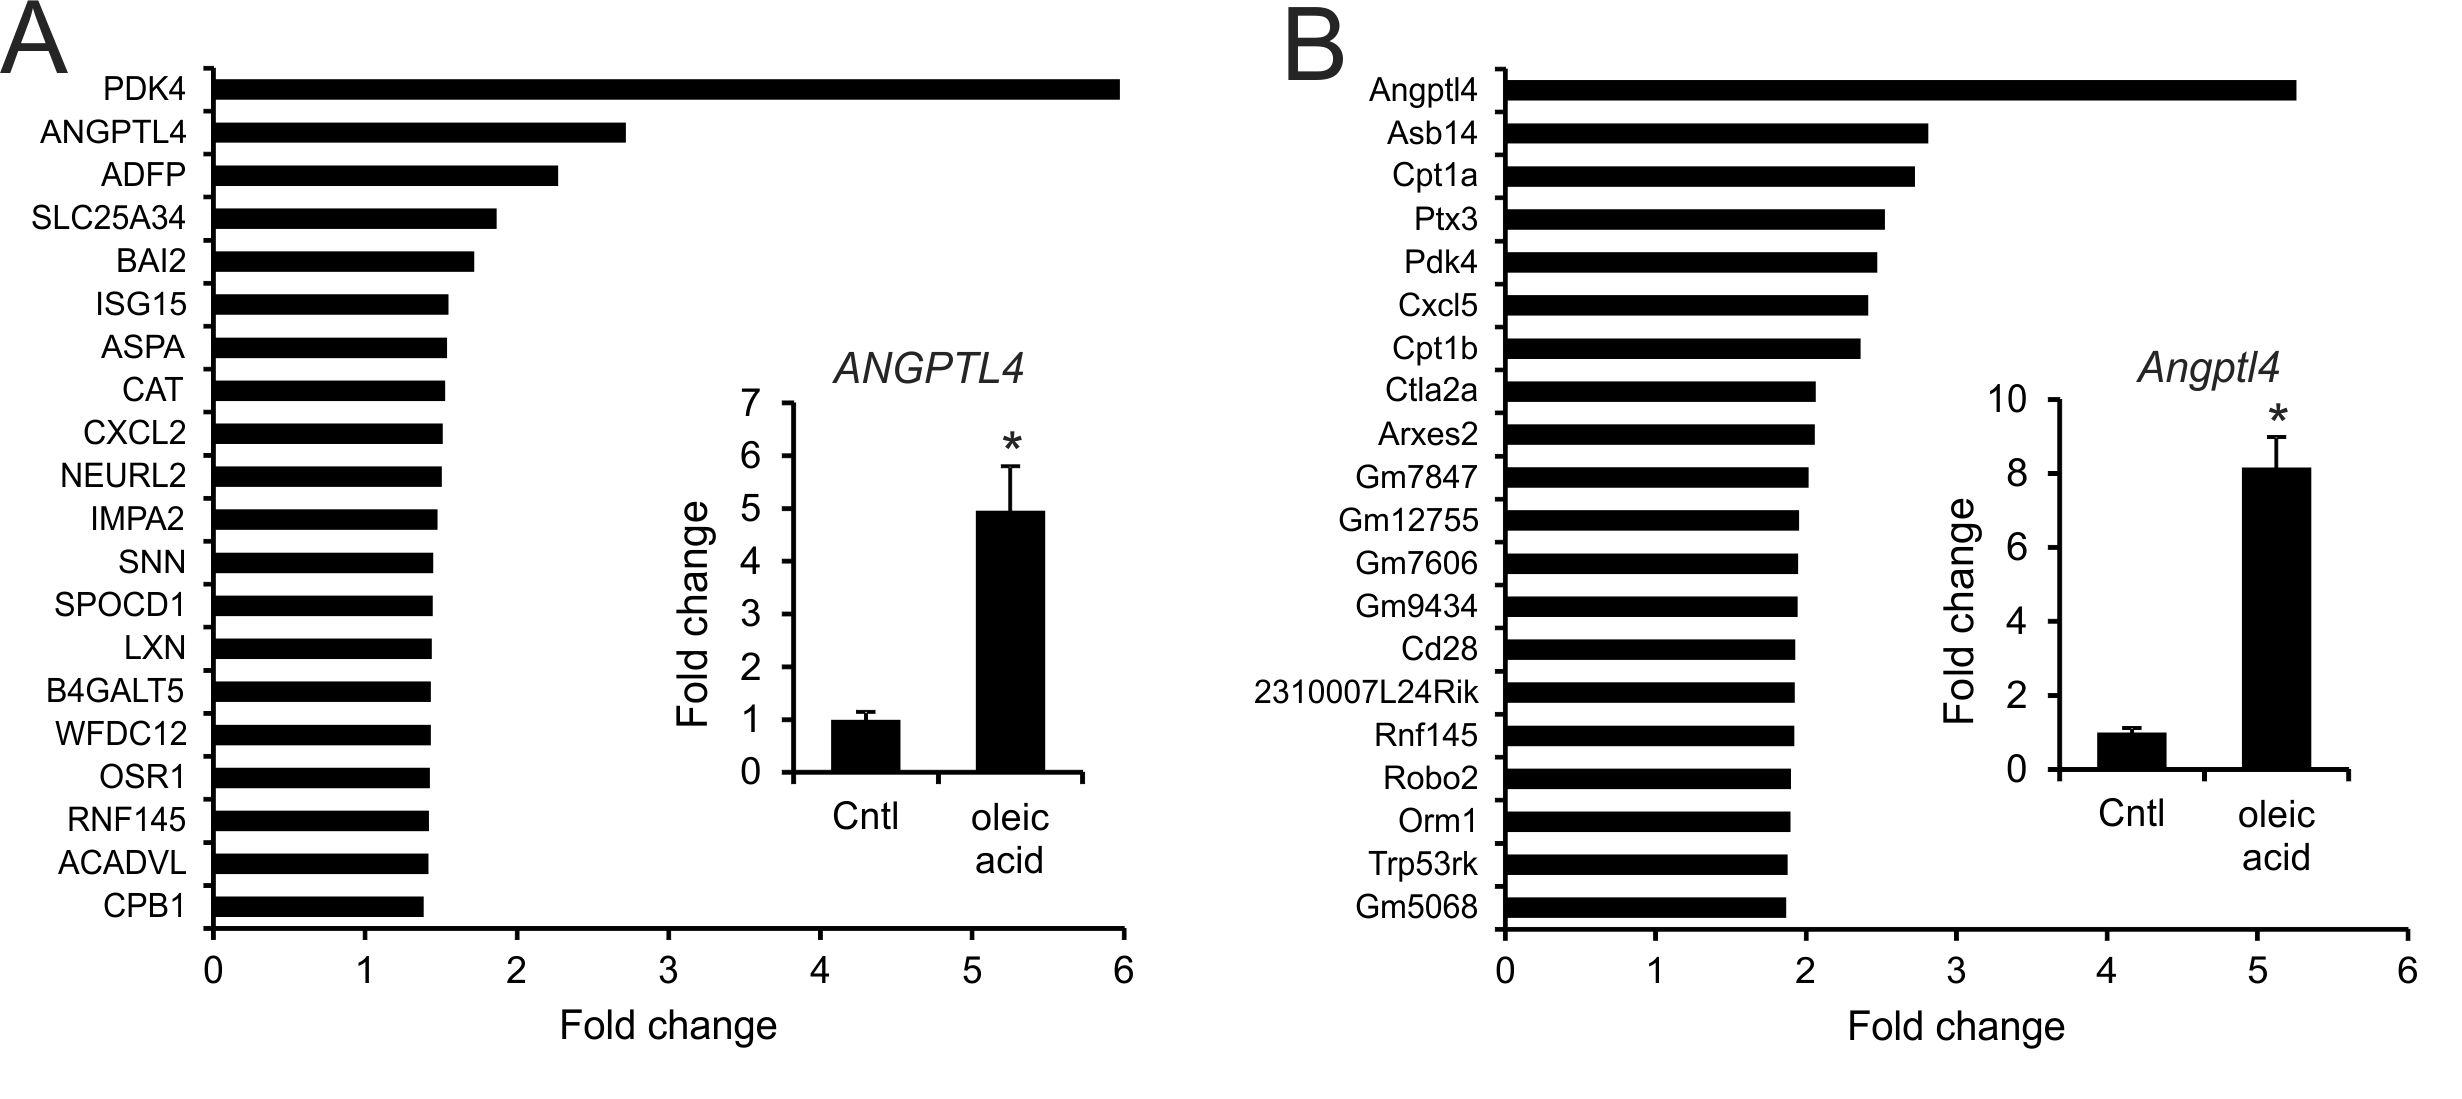 A
PDK4
ANGPTL4
ADFP
SLC25A34
BAI2
ISG15
ASPA
CAT
CXCL2
NEURL2
IMPA2
SNN
SPOCD1
LXN
B4GALT5
WFDC12
OSR1
RNF145
ACADVL
CPB1
0 1 2 3 4 5 6
Fold change
ANGPTL4
7
6
5
4
3
2
1
0
Fold change
*
Cntl
oleic
acid
B
Angptl4
Asb14
Cpt1a
Ptx3
Pdk4
Cxcl5
Cpt1b
Ctla2a
Arxes2
Gm7847
Gm12755
Gm7606
Gm9434
Cd28
2310007L24Rik
Rnf145
Robo2
Orm1
Trp53rk
Gm5068
0 1 2 3 4 5 6
Fold change
Angptl4
10
8
6
4
2
0
Fold change
*
Cntl
oleic
acid